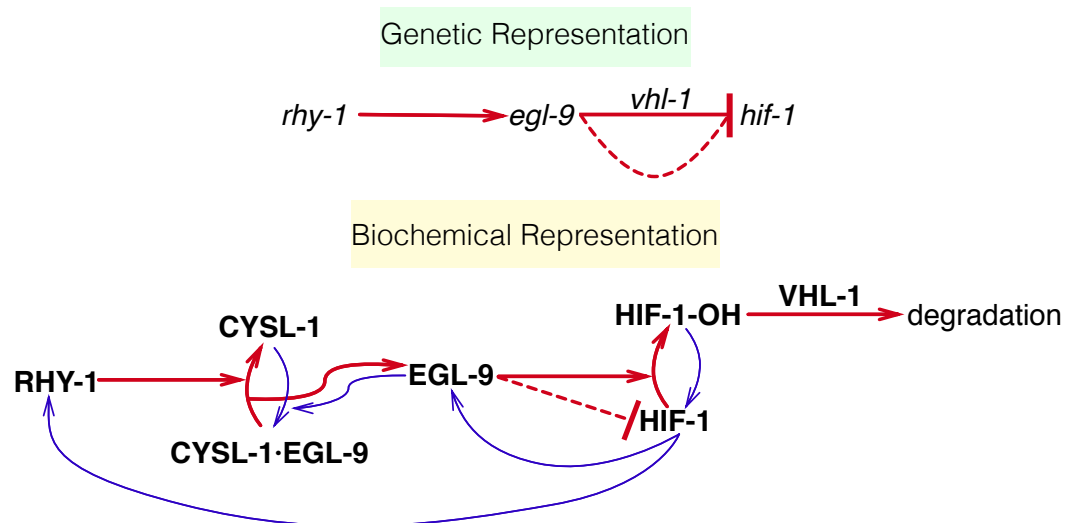 Genetic Representation
rhy-1
egl-9
vhl-1
hif-1
Biochemical Representation
RHY-1
CYSL-1
CYSL-1·EGL-9
EGL-9
HIF-1-OH
HIF-1
VHL-1
degradation